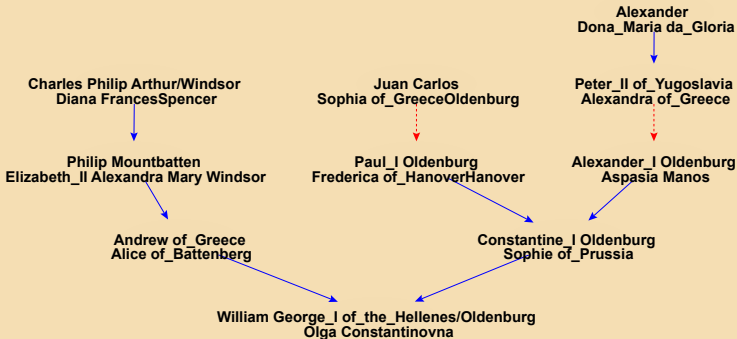 Alexander
Dona_Maria da_Gloria
Charles Philip Arthur/Windsor
Diana FrancesSpencer
Juan Carlos
Sophia of_GreeceOldenburg
Peter_II of_Yugoslavia
Alexandra of_Greece
Philip Mountbatten
Elizabeth_II Alexandra Mary Windsor
Paul_I Oldenburg
Frederica of_HanoverHanover
Alexander_I Oldenburg
Aspasia Manos
Andrew of_Greece
Alice of_Battenberg
Constantine_I Oldenburg
Sophie of_Prussia
William George_I of_the_Hellenes/Oldenburg
Olga Constantinovna